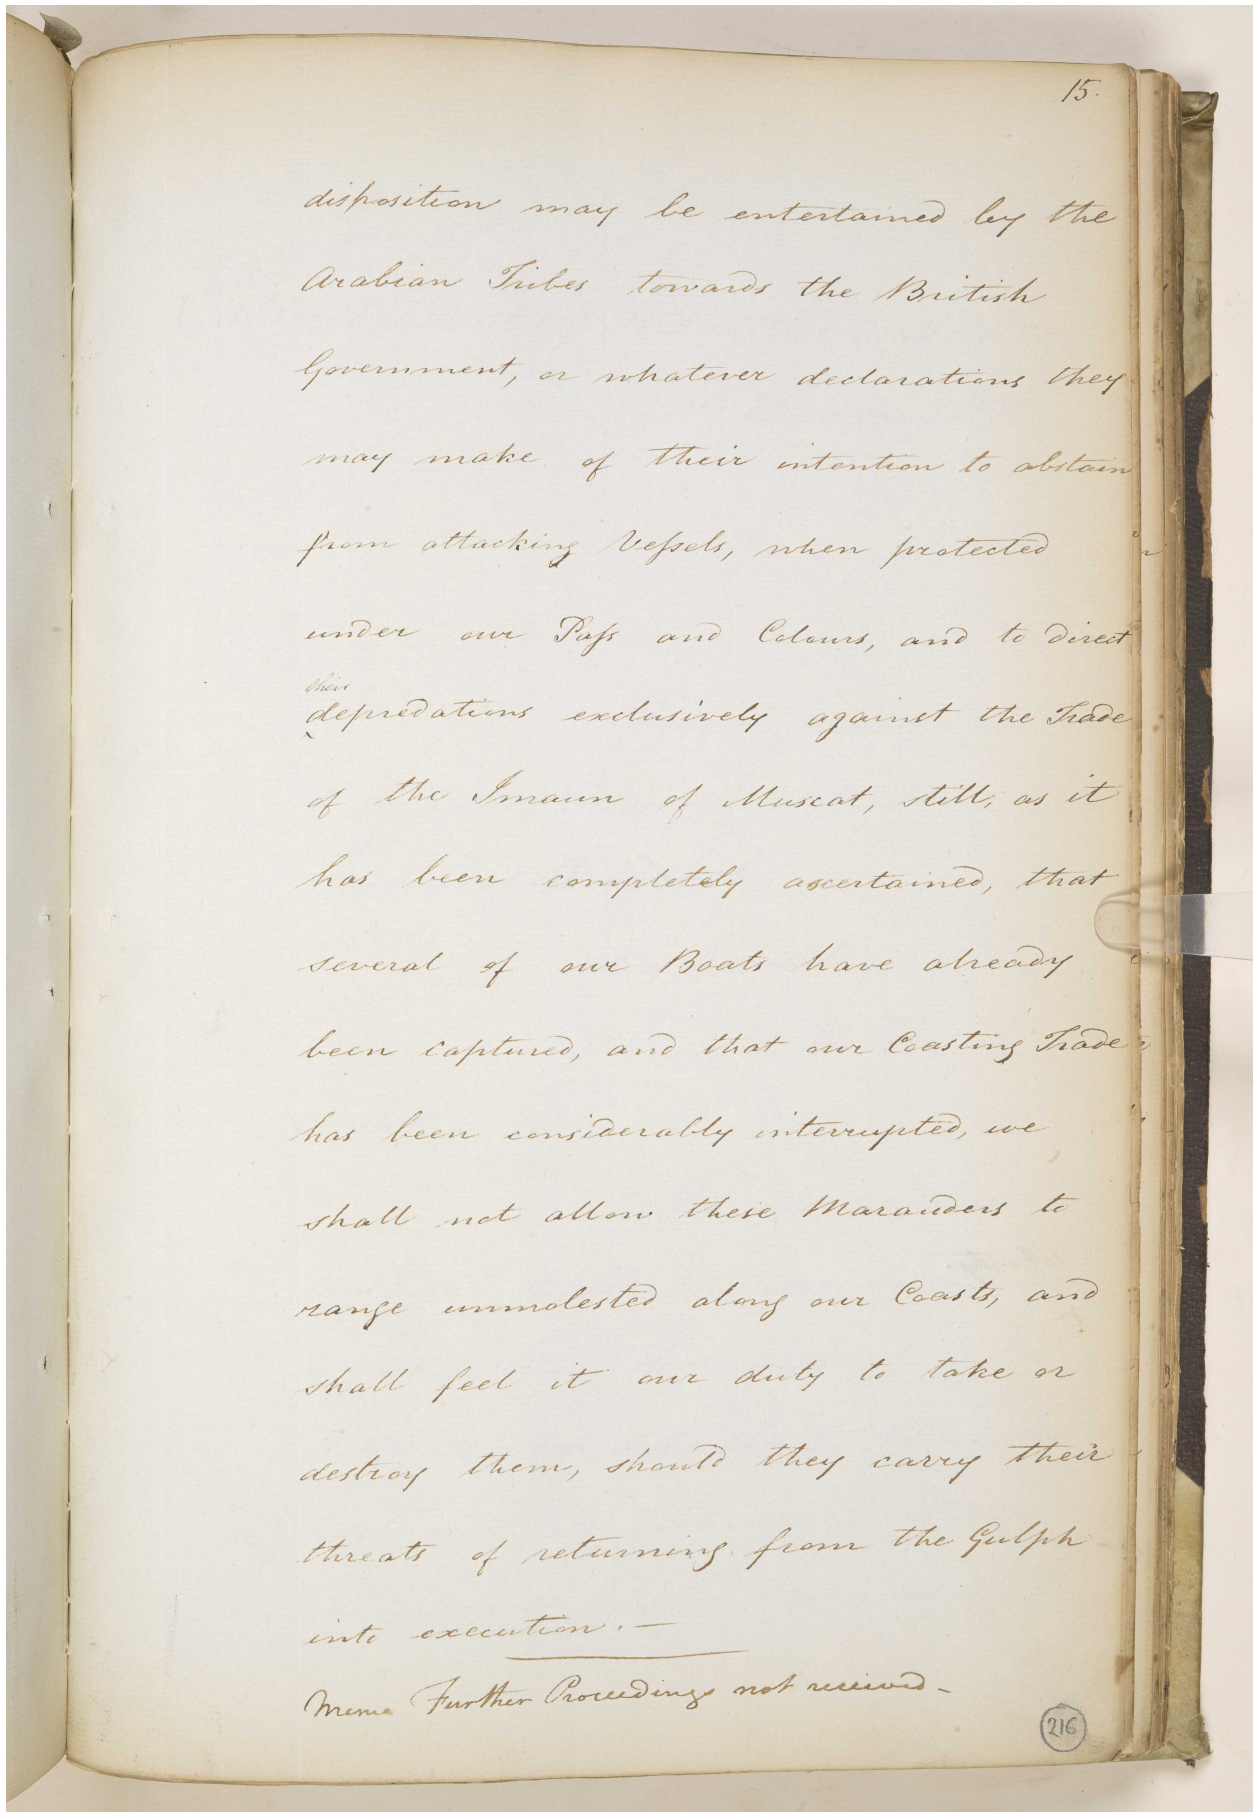 15.
disposition may be entertained by the
Arabian Tribes towards the British
Government, or whatever declarations they
may make of their intention to abstain
from attacking Vessels, when protected
under our Pass and Colours, and to direct
their
depredations exclusively against the Trade
of the Imaun of Muscat, still, as it
has been completely ascertained, that
several of our Boats have already
been captured, and that our Coasting Trade
has been considerably interrupted, we
shall not allow these Marauders to
range unmolested along our Coasts, and
shall feel it our duty to take or
destroy them, should they carry their
threats of returning from the Gulph
into execution. —
Memo Further Proceedings not received –
216